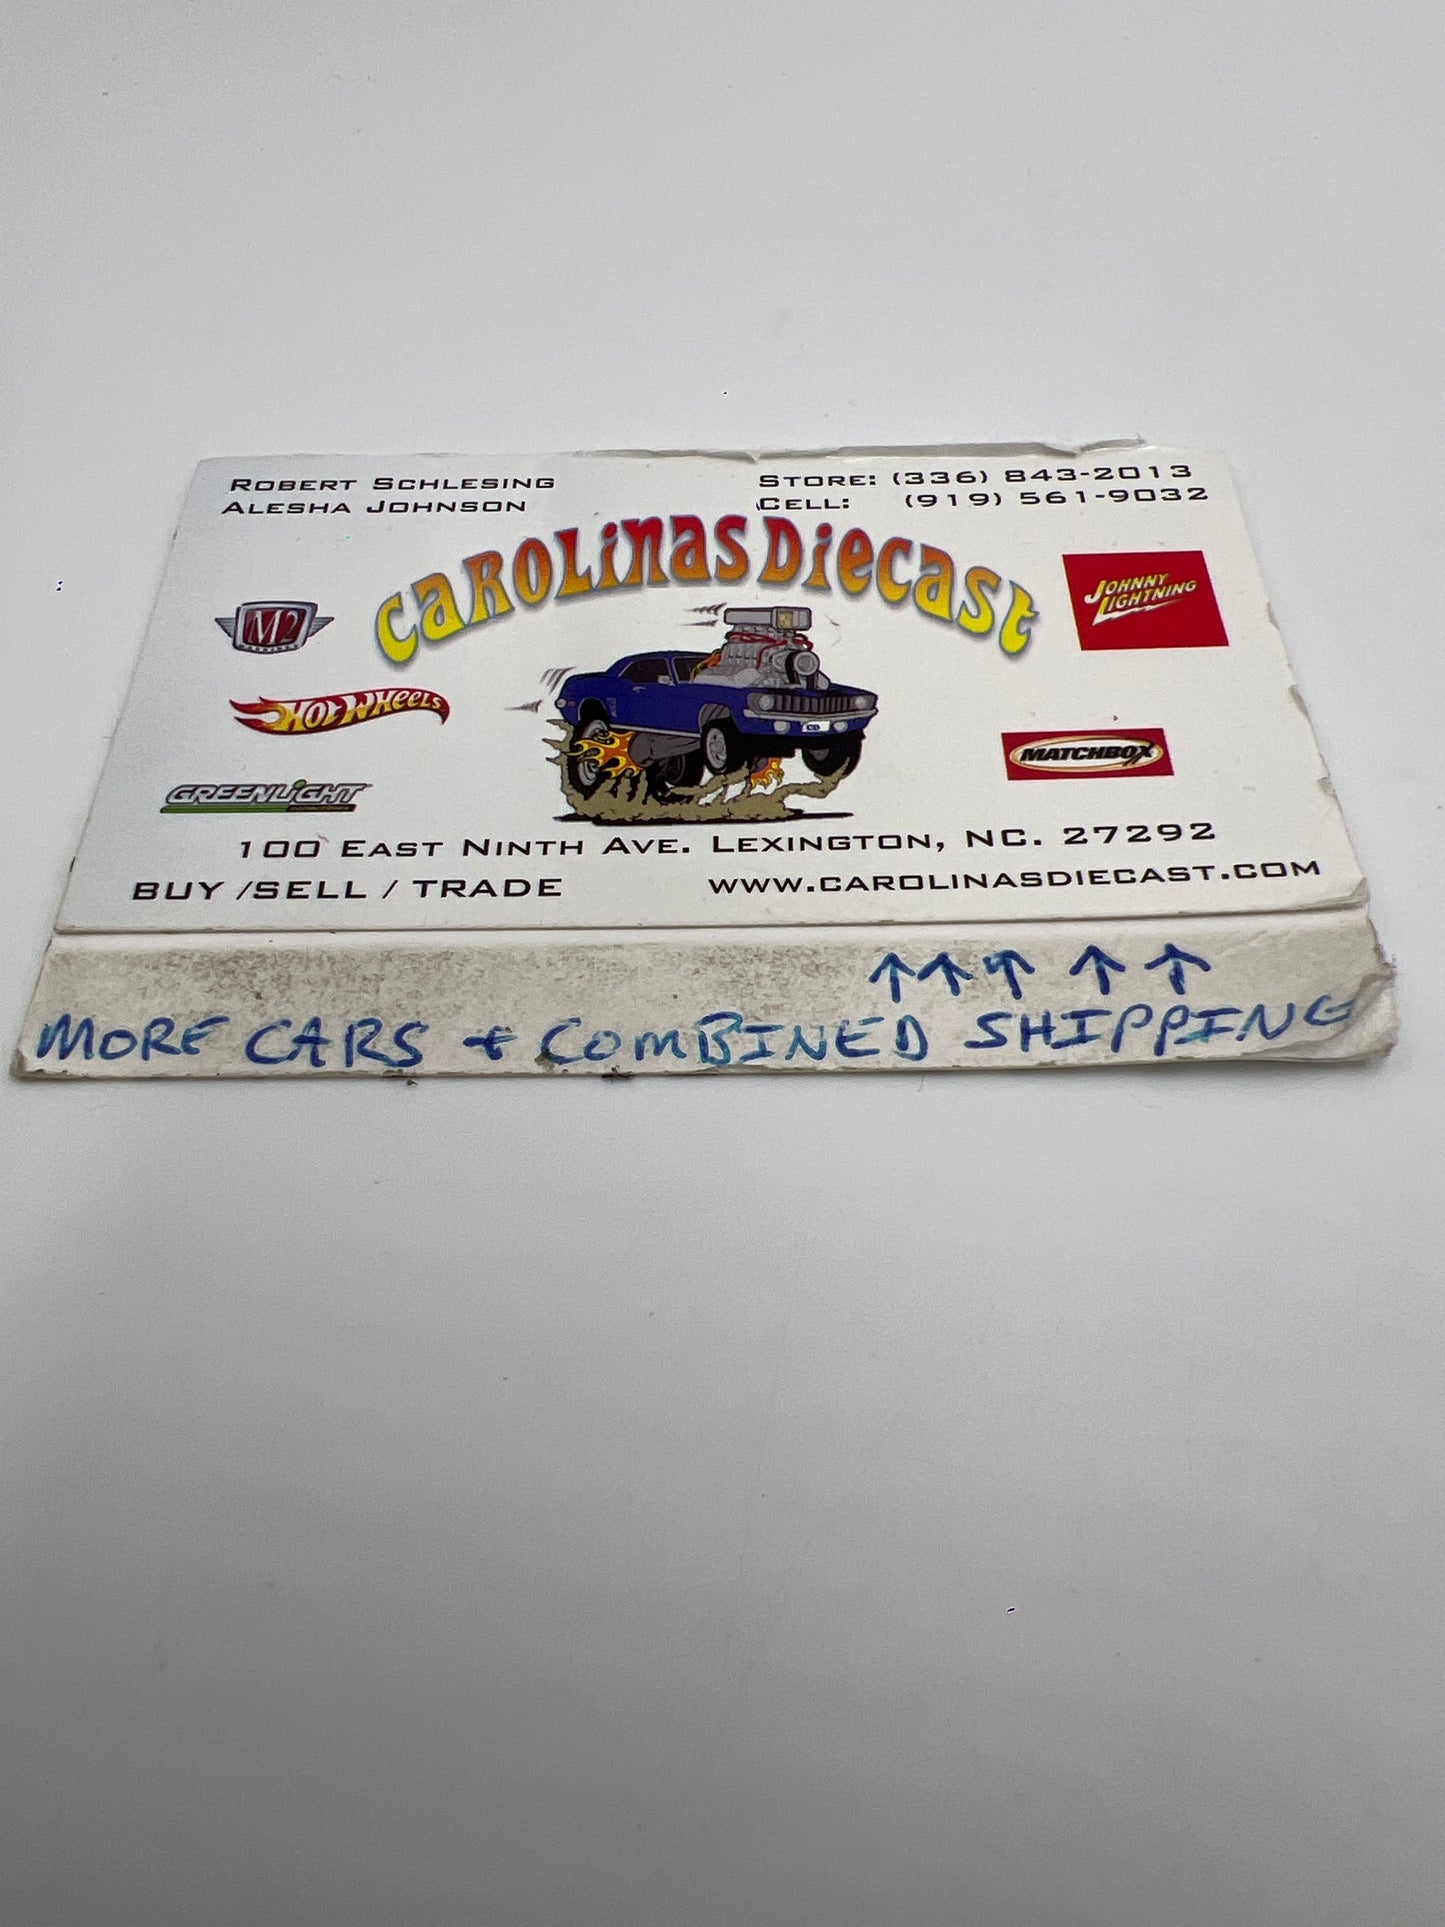 ROBERT SCHLESING
ALESHA JOHNSON
STORE: (336) 843-2013
CELL: (919) 561-9032
CAROLINAS DIECAST
M2
JOHNNY LIGHTNING
HOT WHEELS
MATCHBOX
GREENLIGHT
100 EAST NINTH AVE. LEXINGTON, NC. 27292
BUY /SELL / TRADE
WWW.CAROLINASDIECAST.COM
↑ ↑ ↑ ↑ ↑
MORE CARS + COMBINED SHIPPING